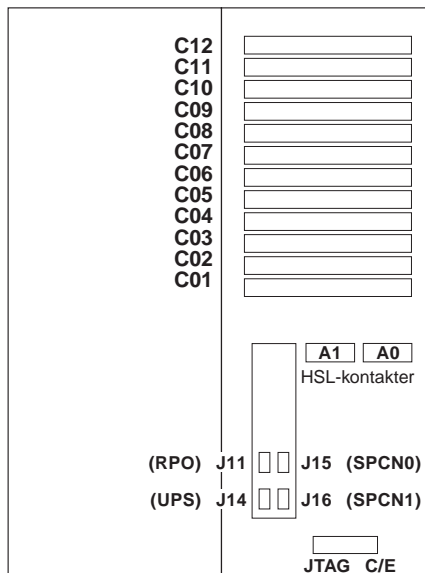 C12
C11
C10
C09
C08
C07
C06
C05
C04
C03
C02
C01
A1 A0
HSL-kontakter
(RPO) J11 J15 (SPCN0)
(UPS) J14 J16 (SPCN1)
JTAG C/E